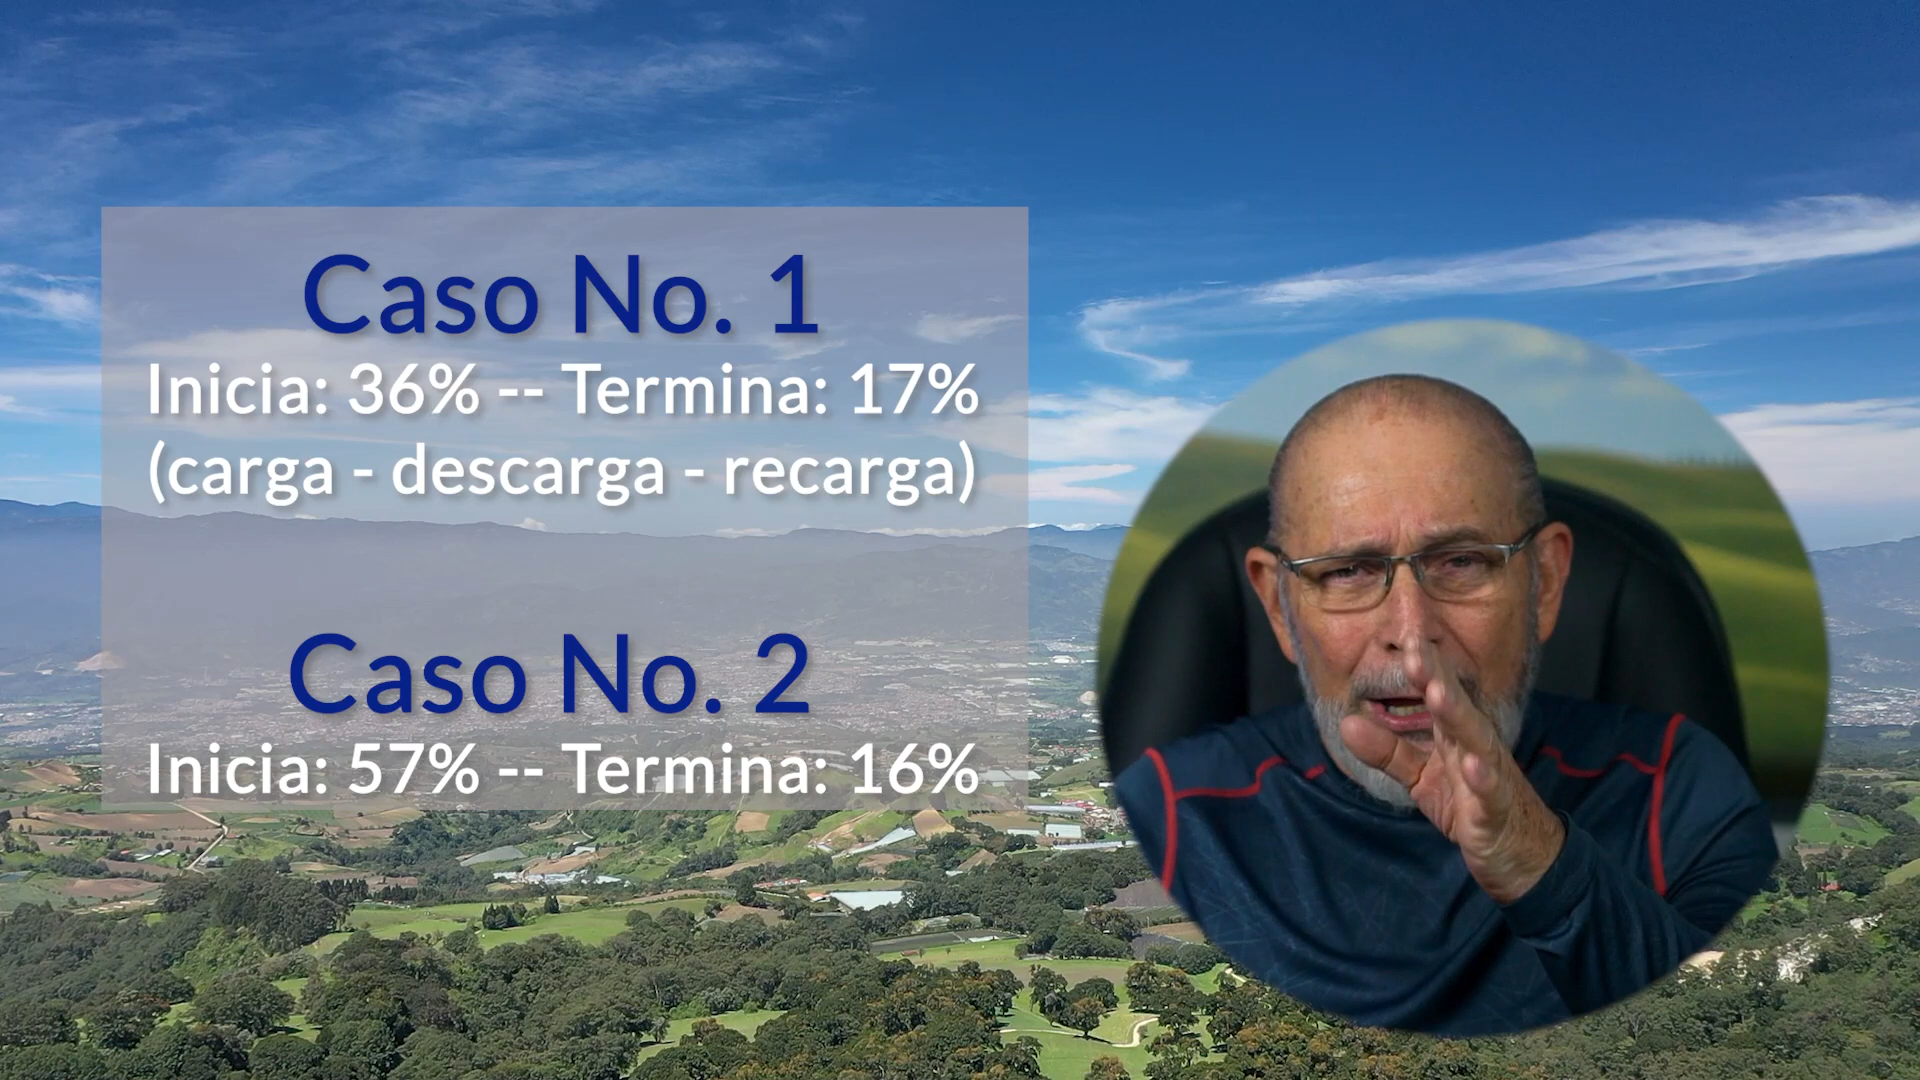 Caso No. 1
Inicia: 36% -- Termina: 17%
(carga - descarga - recarga)
Caso No. 2
Inicia: 57% -- Termina: 16%